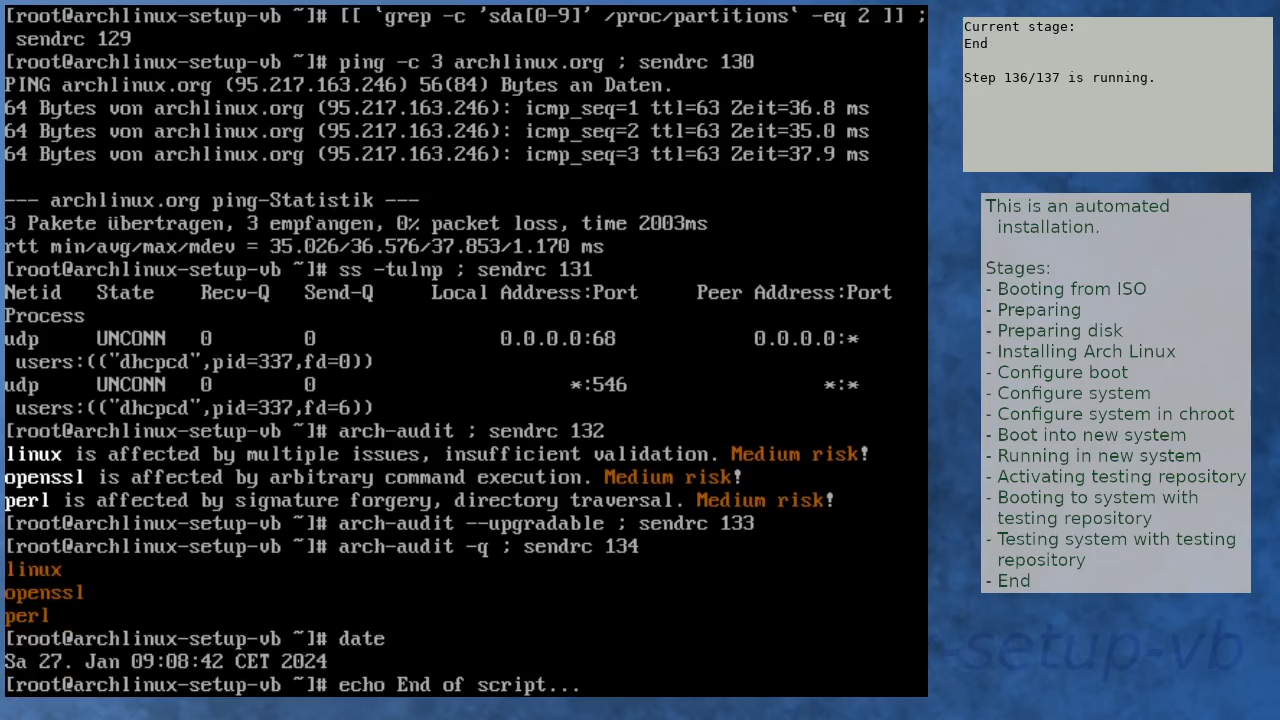 [root@archlinux-setup-vb ~]# [[ `grep -c 'sda[0-9]' /proc/partitions` -eq 2 ]] ;
 sendrc 129
[root@archlinux-setup-vb ~]# ping -c 3 archlinux.org ; sendrc 130
PING archlinux.org (95.217.163.246) 56(84) Bytes an Daten.
64 Bytes von archlinux.org (95.217.163.246): icmp_seq=1 ttl=63 Zeit=36.8 ms
64 Bytes von archlinux.org (95.217.163.246): icmp_seq=2 ttl=63 Zeit=35.0 ms
64 Bytes von archlinux.org (95.217.163.246): icmp_seq=3 ttl=63 Zeit=37.9 ms
--- archlinux.org ping-Statistik ---
3 Pakete übertragen, 3 empfangen, 0% packet loss, time 2003ms
rtt min/avg/max/mdev = 35.026/36.576/37.853/1.170 ms
[root@archlinux-setup-vb ~]# ss -tulnp ; sendrc 131
Netid   State    Recv-Q   Send-Q     Local Address:Port     Peer Address:Port
Process
udp     UNCONN   0        0                0.0.0.0:68            0.0.0.0:*
 users:(("dhcpcd",pid=337,fd=0))
udp     UNCONN   0        0                      *:546                 *:*
 users:(("dhcpcd",pid=337,fd=6))
[root@archlinux-setup-vb ~]# arch-audit ; sendrc 132
linux is affected by multiple issues, insufficient validation. Medium risk!
openssl is affected by arbitrary command execution. Medium risk!
perl is affected by signature forgery, directory traversal. Medium risk!
[root@archlinux-setup-vb ~]# arch-audit --upgradable ; sendrc 133
[root@archlinux-setup-vb ~]# arch-audit -q ; sendrc 134
linux
openssl
perl
[root@archlinux-setup-vb ~]# date
Sa 27. Jan 09:08:42 CET 2024
[root@archlinux-setup-vb ~]# echo End of script...
Current stage:
End
Step 136/137 is running.
This is an automated
installation.
Stages:
- Booting from ISO
- Preparing
- Preparing disk
- Installing Arch Linux
- Configure boot
- Configure system
- Configure system in chroot
- Boot into new system
- Running in new system
- Activating testing repository
- Booting to system with
testing repository
- Testing system with testing
repository
- End
-setup-vb